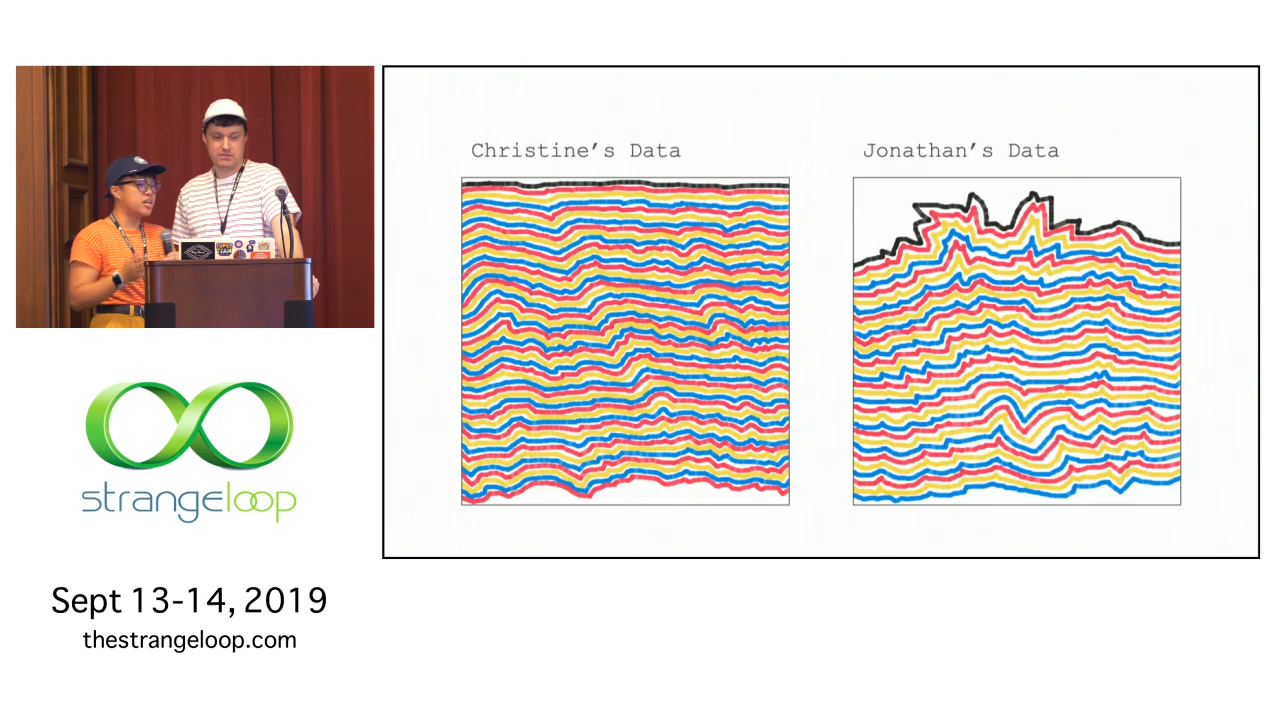 Christine's Data
Jonathan's Data
strangeloop
Sept 13-14, 2019
thestrangeloop.com